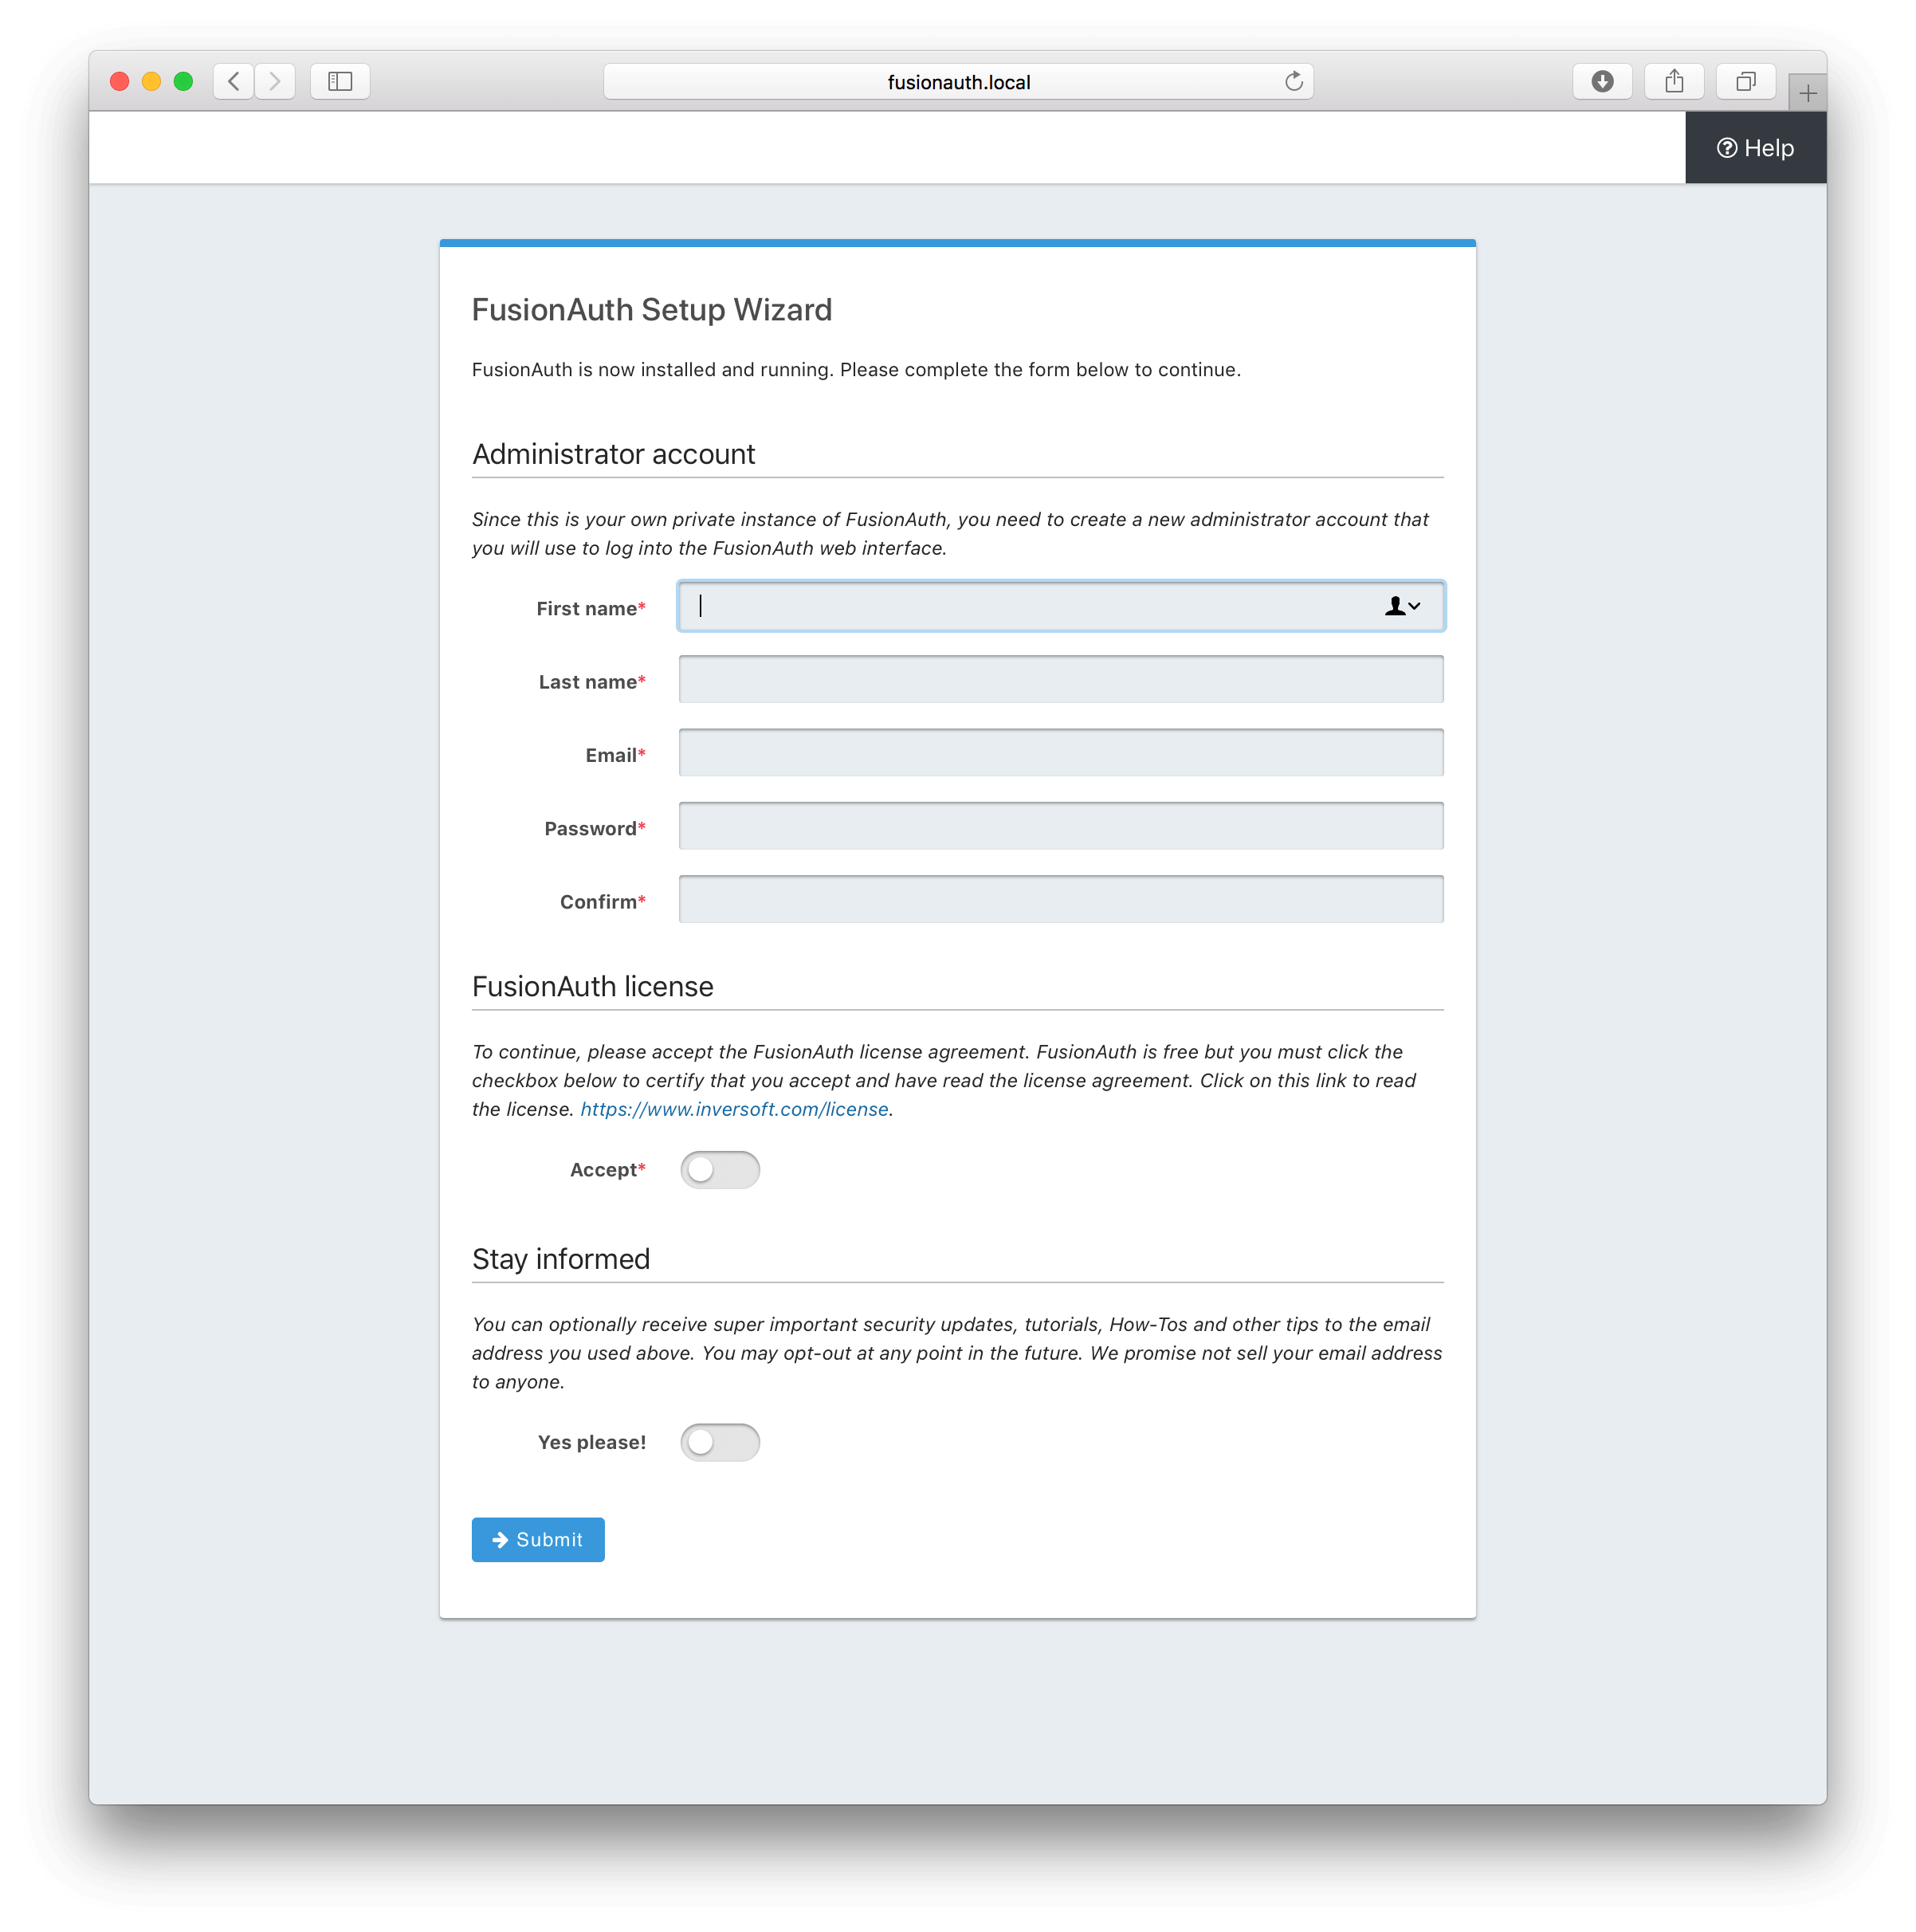 fusionauth.local
Help
FusionAuth Setup Wizard
FusionAuth is now installed and running. Please complete the form below to continue.
Administrator account
Since this is your own private instance of FusionAuth, you need to create a new administrator account that
you will use to log into the FusionAuth web interface.
First name*
Last name*
Email*
Password*
Confirm*
FusionAuth license
To continue, please accept the FusionAuth license agreement. FusionAuth is free but you must click the
checkbox below to certify that you accept and have read the license agreement. Click on this link to read
the license. https://www.inversoft.com/license.
Accept*
Stay informed
You can optionally receive super important security updates, tutorials, How-Tos and other tips to the email
address you used above. You may opt-out at any point in the future. We promise not sell your email address
to anyone.
Yes please!
Submit